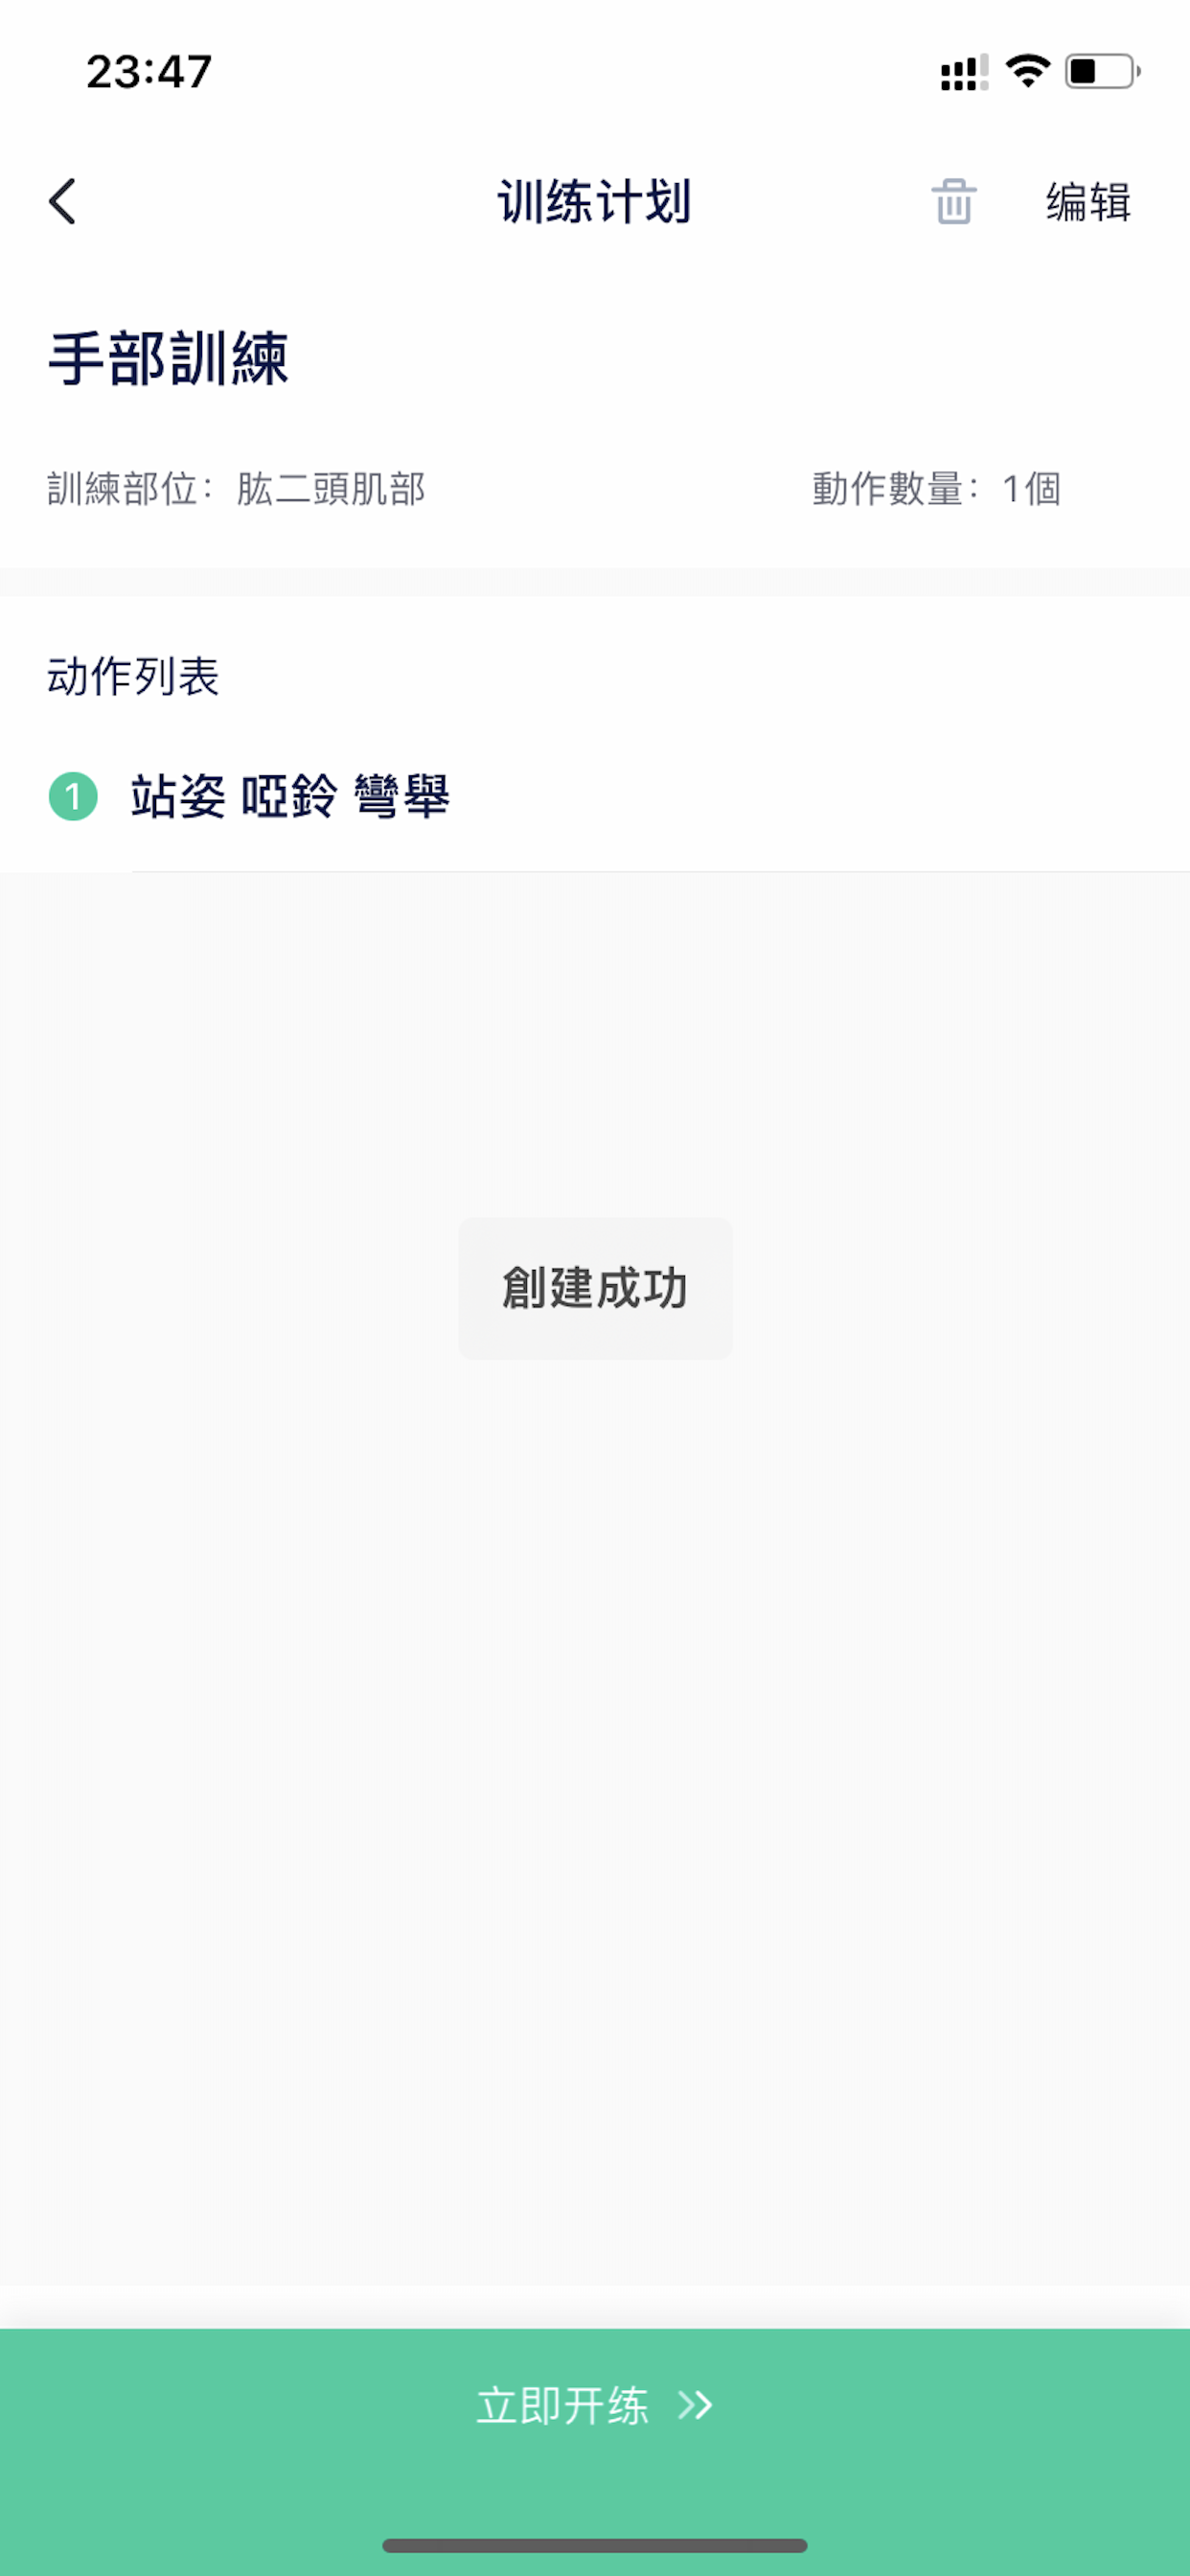 23:47
训练计划 编辑
手部訓練
訓練部位：肱二頭肌部 動作數量：1個
动作列表
1 站姿 啞鈴 彎舉
創建成功
立即开练